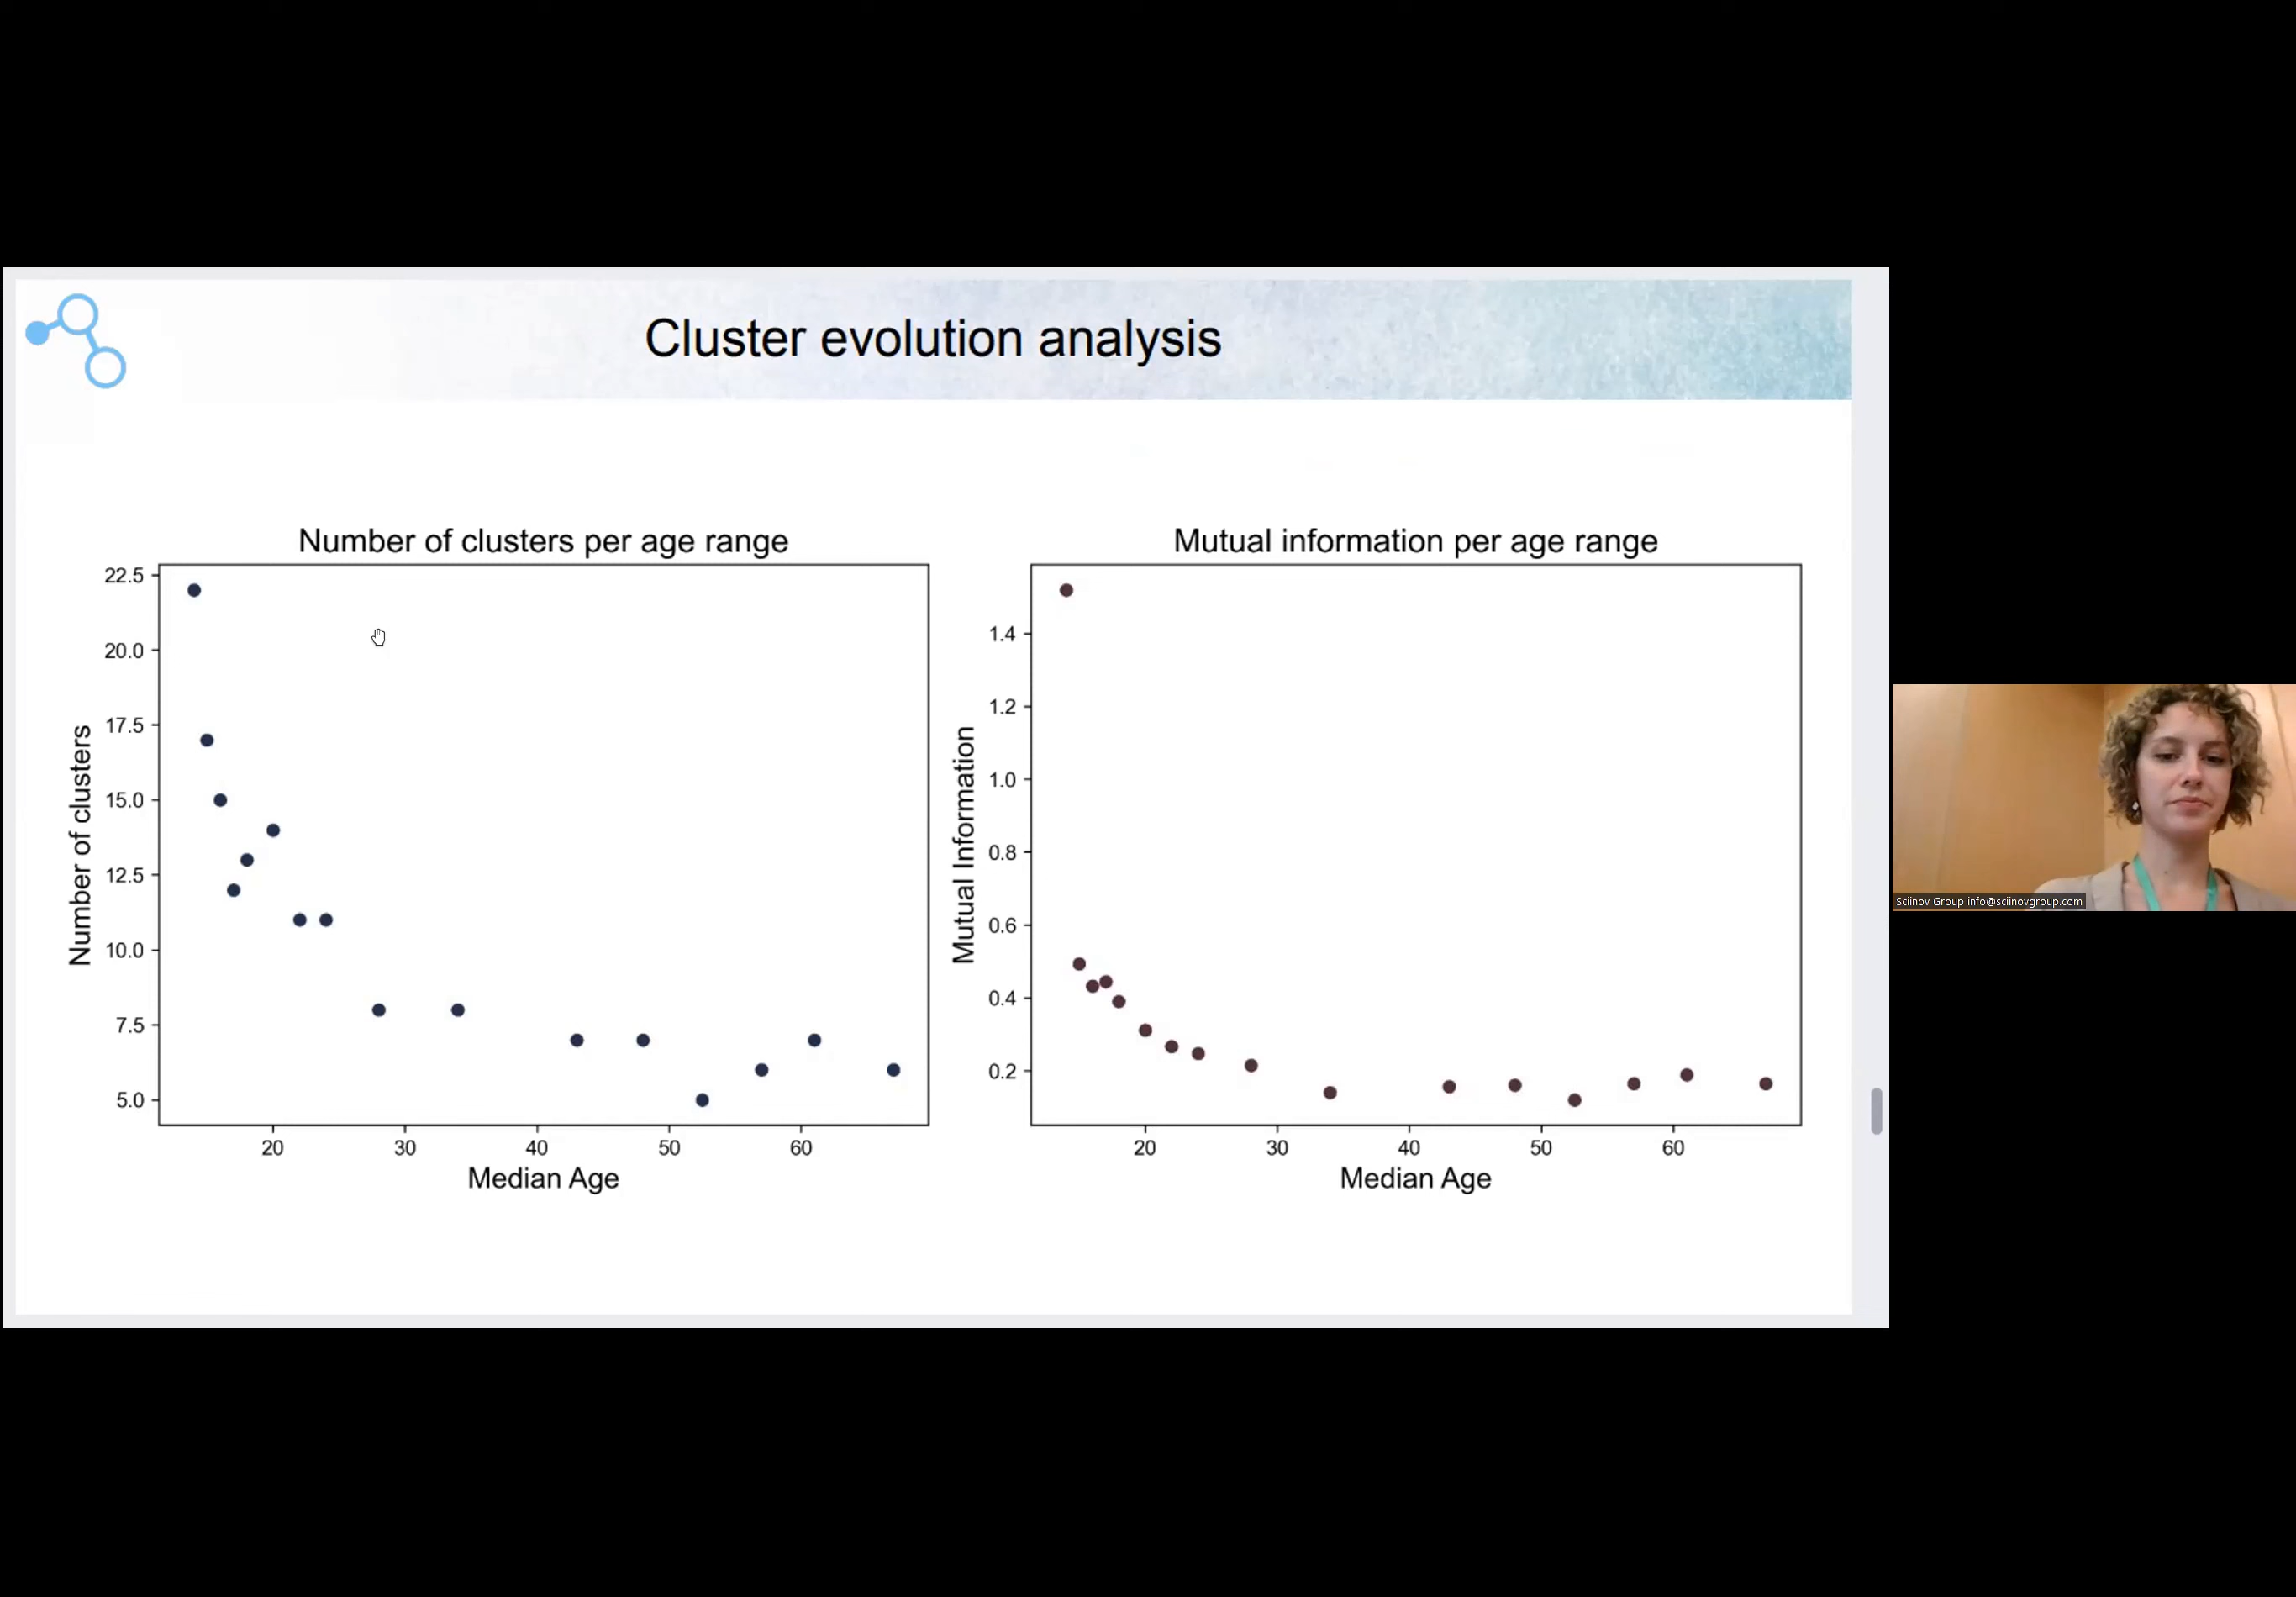 Cluster evolution analysis
Number of clusters per age range
22.5
20.0
17.5
15.0
12.5
10.0
7.5
5.0
Number of clusters
20 30 40 50 60
Median Age
Mutual information per age range
1.4
1.2
1.0
0.8
0.6
0.4
0.2
Mutual Information
20 30 40 50 60
Median Age
Sciinov Group info@sciinovgroup.com